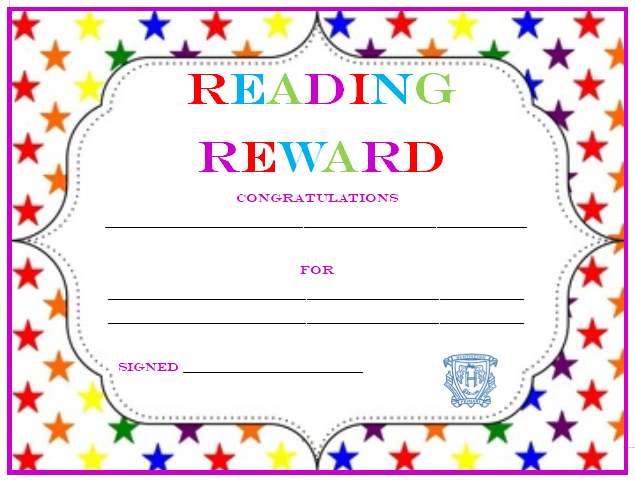 READING
REWARD
CONGRATULATIONS
FOR
SIGNED